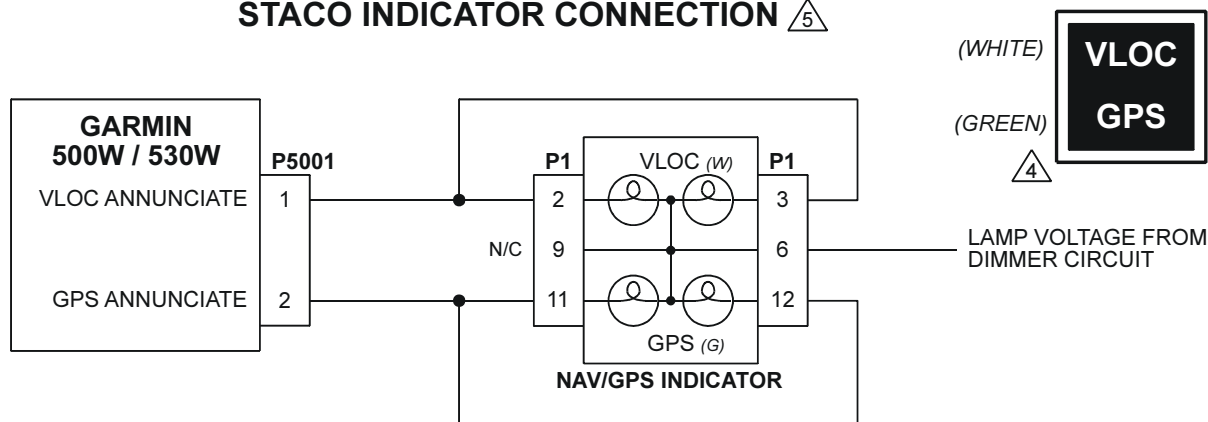 STACO INDICATOR CONNECTION 5
(WHITE) VLOC
(GREEN) GPS
4
GARMIN
500W / 530W
P5001
VLOC ANNUNCIATE 1
GPS ANNUNCIATE 2
P1 VLOC (W) P1
2 3
N/C 9 6
LAMP VOLTAGE FROM
DIMMER CIRCUIT
11 12
GPS (G)
NAV/GPS INDICATOR